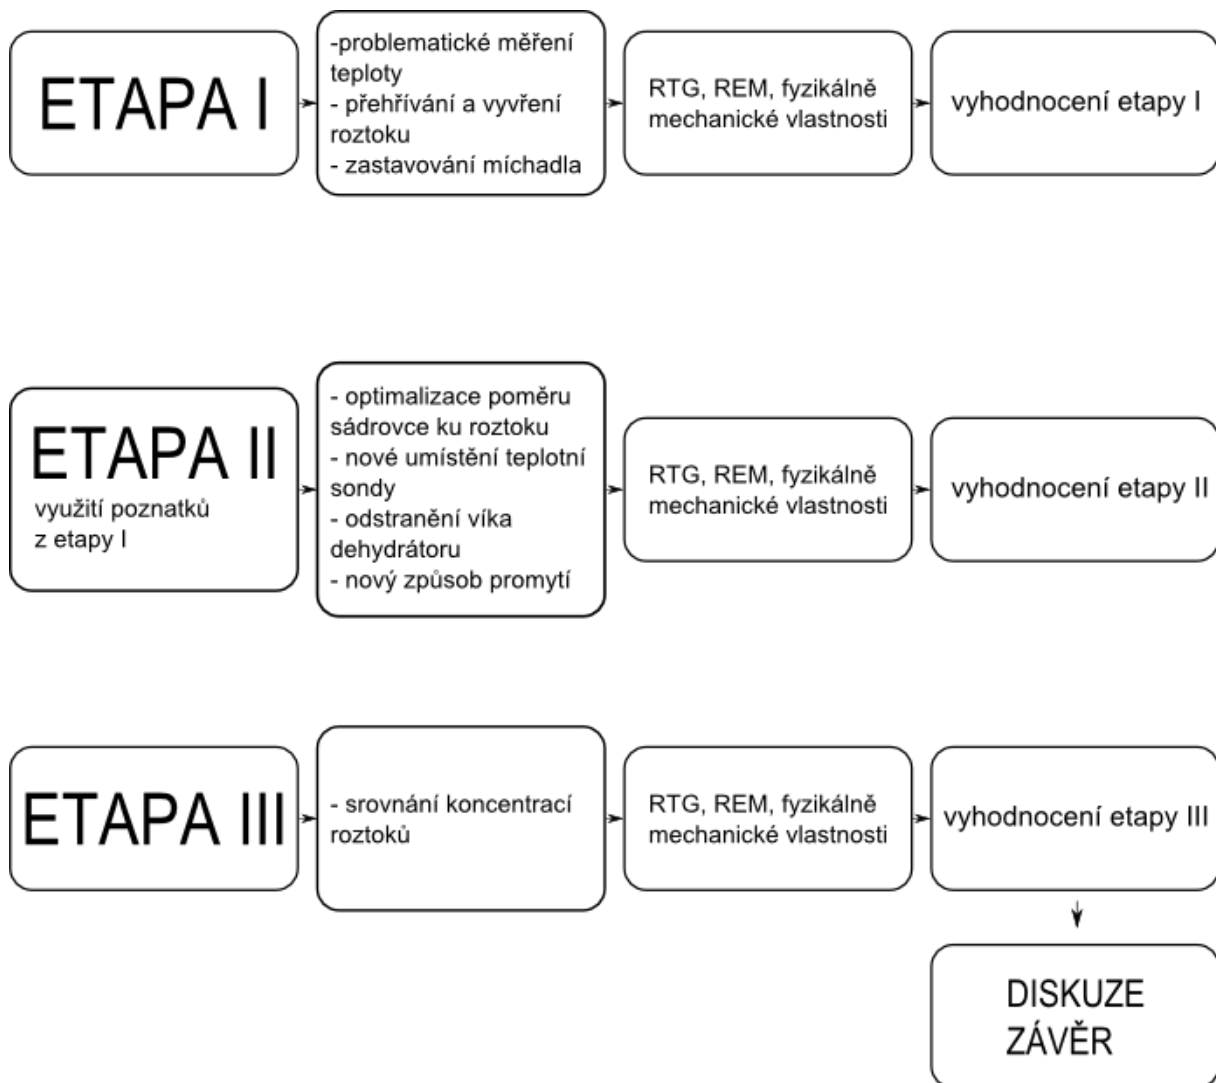 ETAPA I
-problematické měření
teploty
- přehřívání a vyvření
roztoku
- zastavování míchadla
RTG, REM, fyzikálně
mechanické vlastnosti
vyhodnocení etapy I
ETAPA II
využití poznatků
z etapy I
- optimalizace poměru
sádrovce ku roztoku
- nové umístění teplotní
sondy
- odstranění víka
dehydrátoru
- nový způsob promytí
RTG, REM, fyzikálně
mechanické vlastnosti
vyhodnocení etapy II
ETAPA III
- srovnání koncentrací
roztoků
RTG, REM, fyzikálně
mechanické vlastnosti
vyhodnocení etapy III
DISKUZE
ZÁVĚR